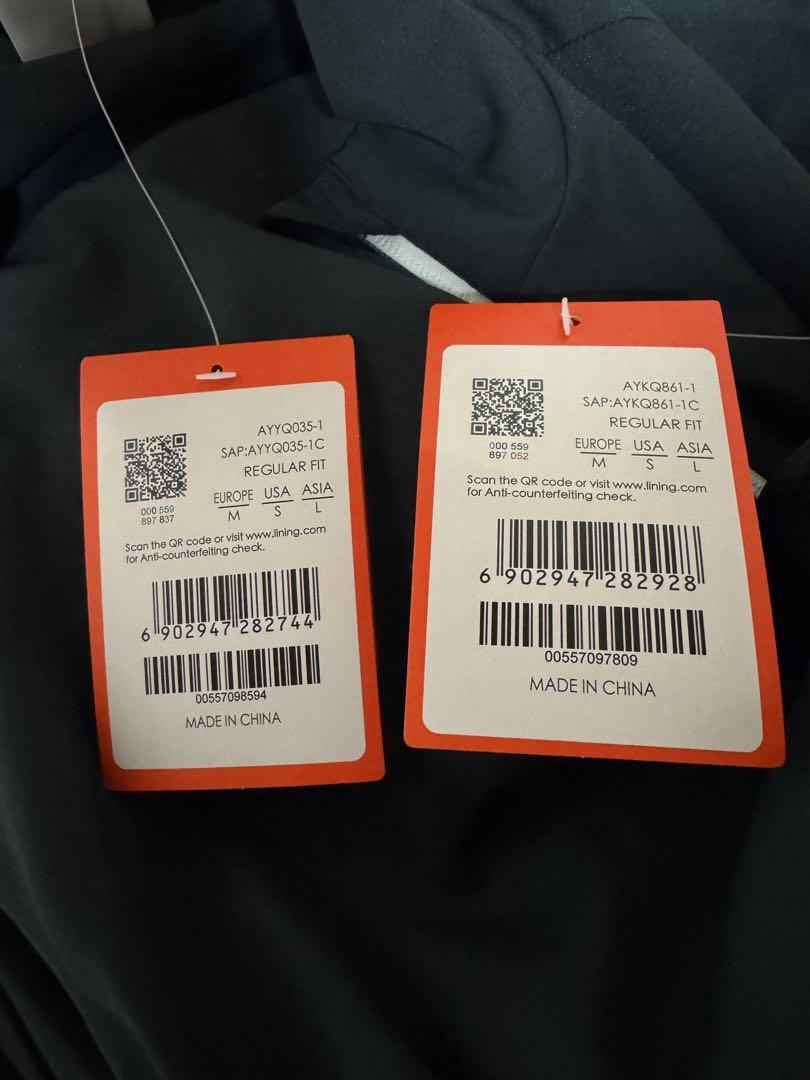 AYYQ035-1
SAP:AYYQ035-1C
REGULAR FIT
EUROPE USA ASIA
M S L
000 559
897 837
Scan the QR code or visit www.lining.com
for Anti-counterfeiting check.
6 902947 282744
00557098594
MADE IN CHINA
AYKQ861-1
SAP:AYKQ861-1C
REGULAR FIT
EUROPE USA ASIA
M S L
000 559
897 052
Scan the QR code or visit www.lining.com
for Anti-counterfeiting check.
6 902947 282928
00557097809
MADE IN CHINA